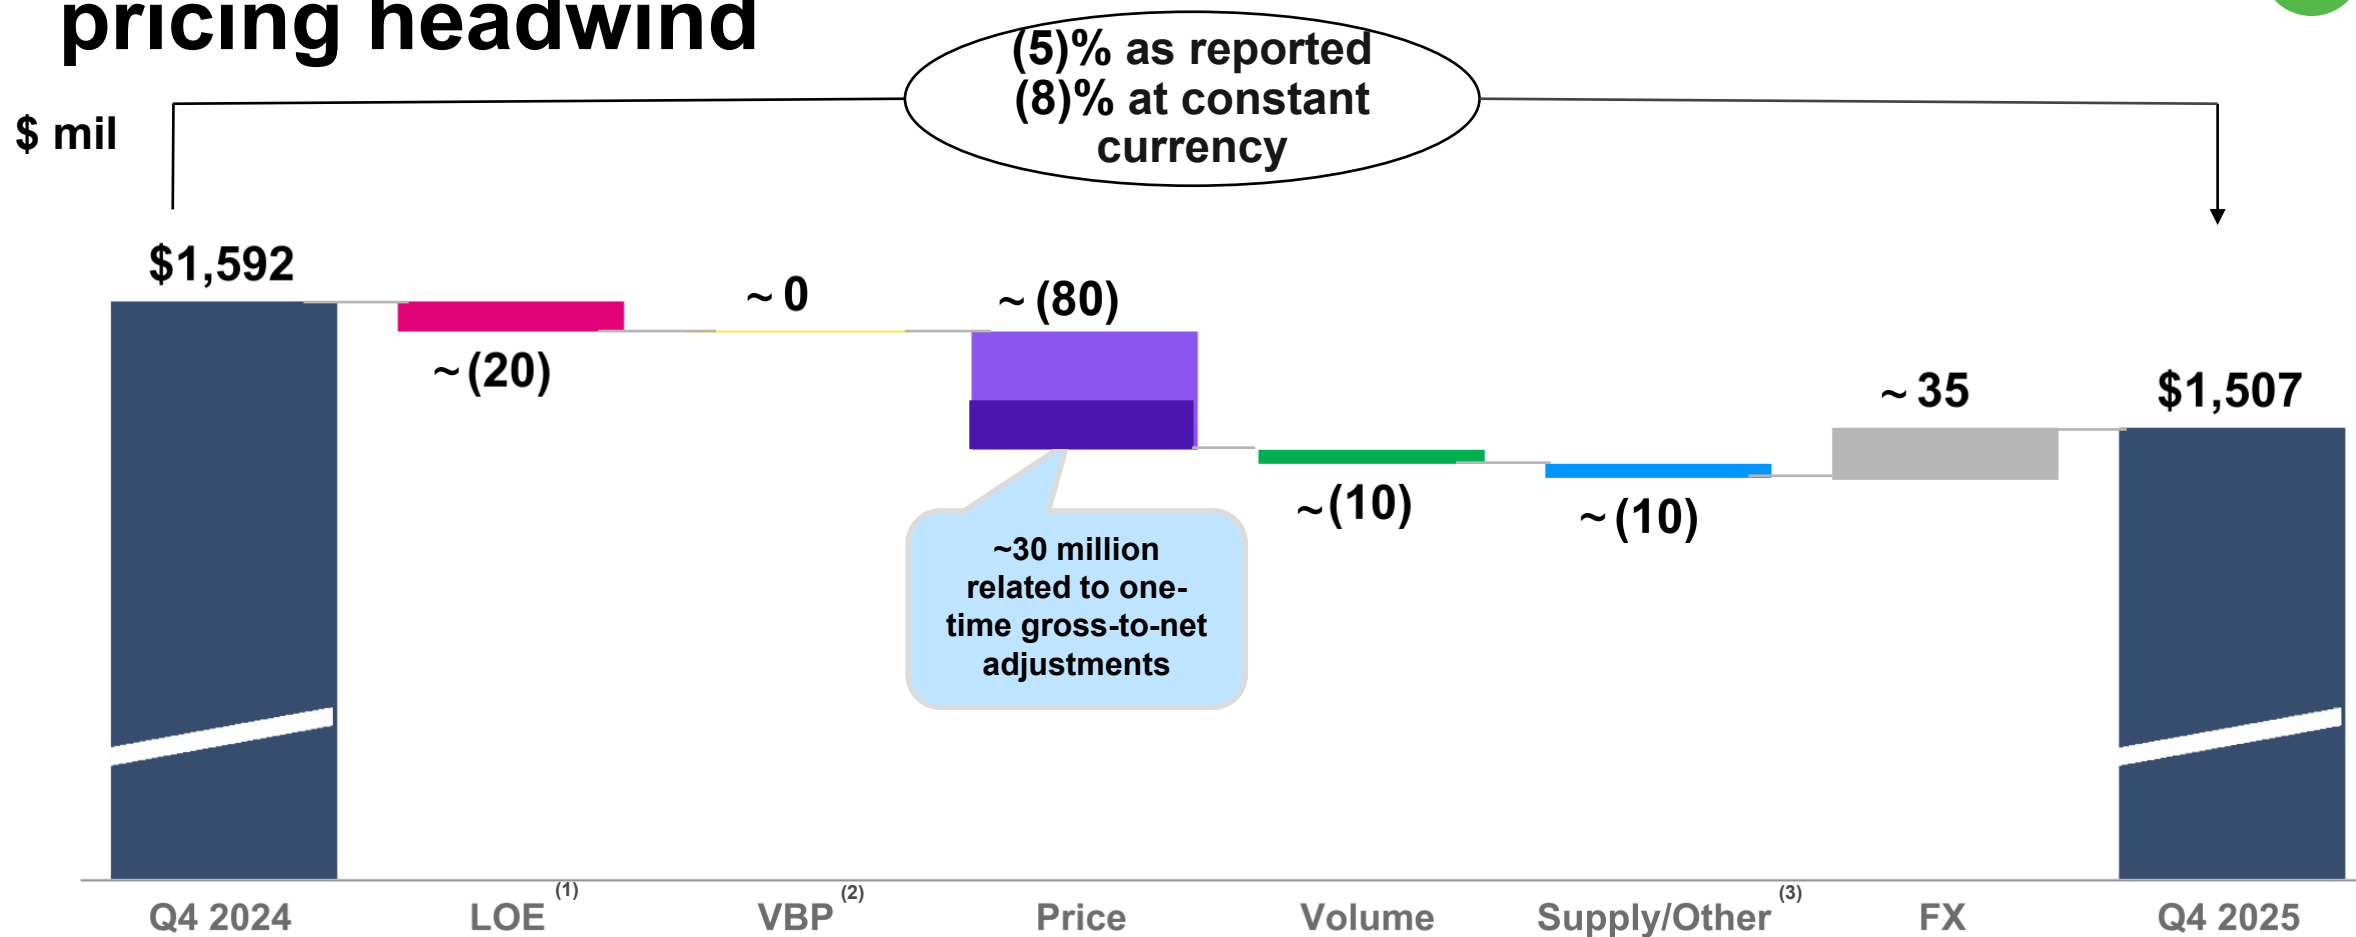 pricing headwind
(5)% as reported
(8)% at constant
currency
$ mil
$1,592
~(20)
~ 0
~ (80)
~30 million
related to one-
time gross-to-net
adjustments
~(10)
~(10)
~ 35
$1,507
Q4 2024
LOE (1)
VBP (2)
Price
Volume
Supply/Other (3)
FX
Q4 2025